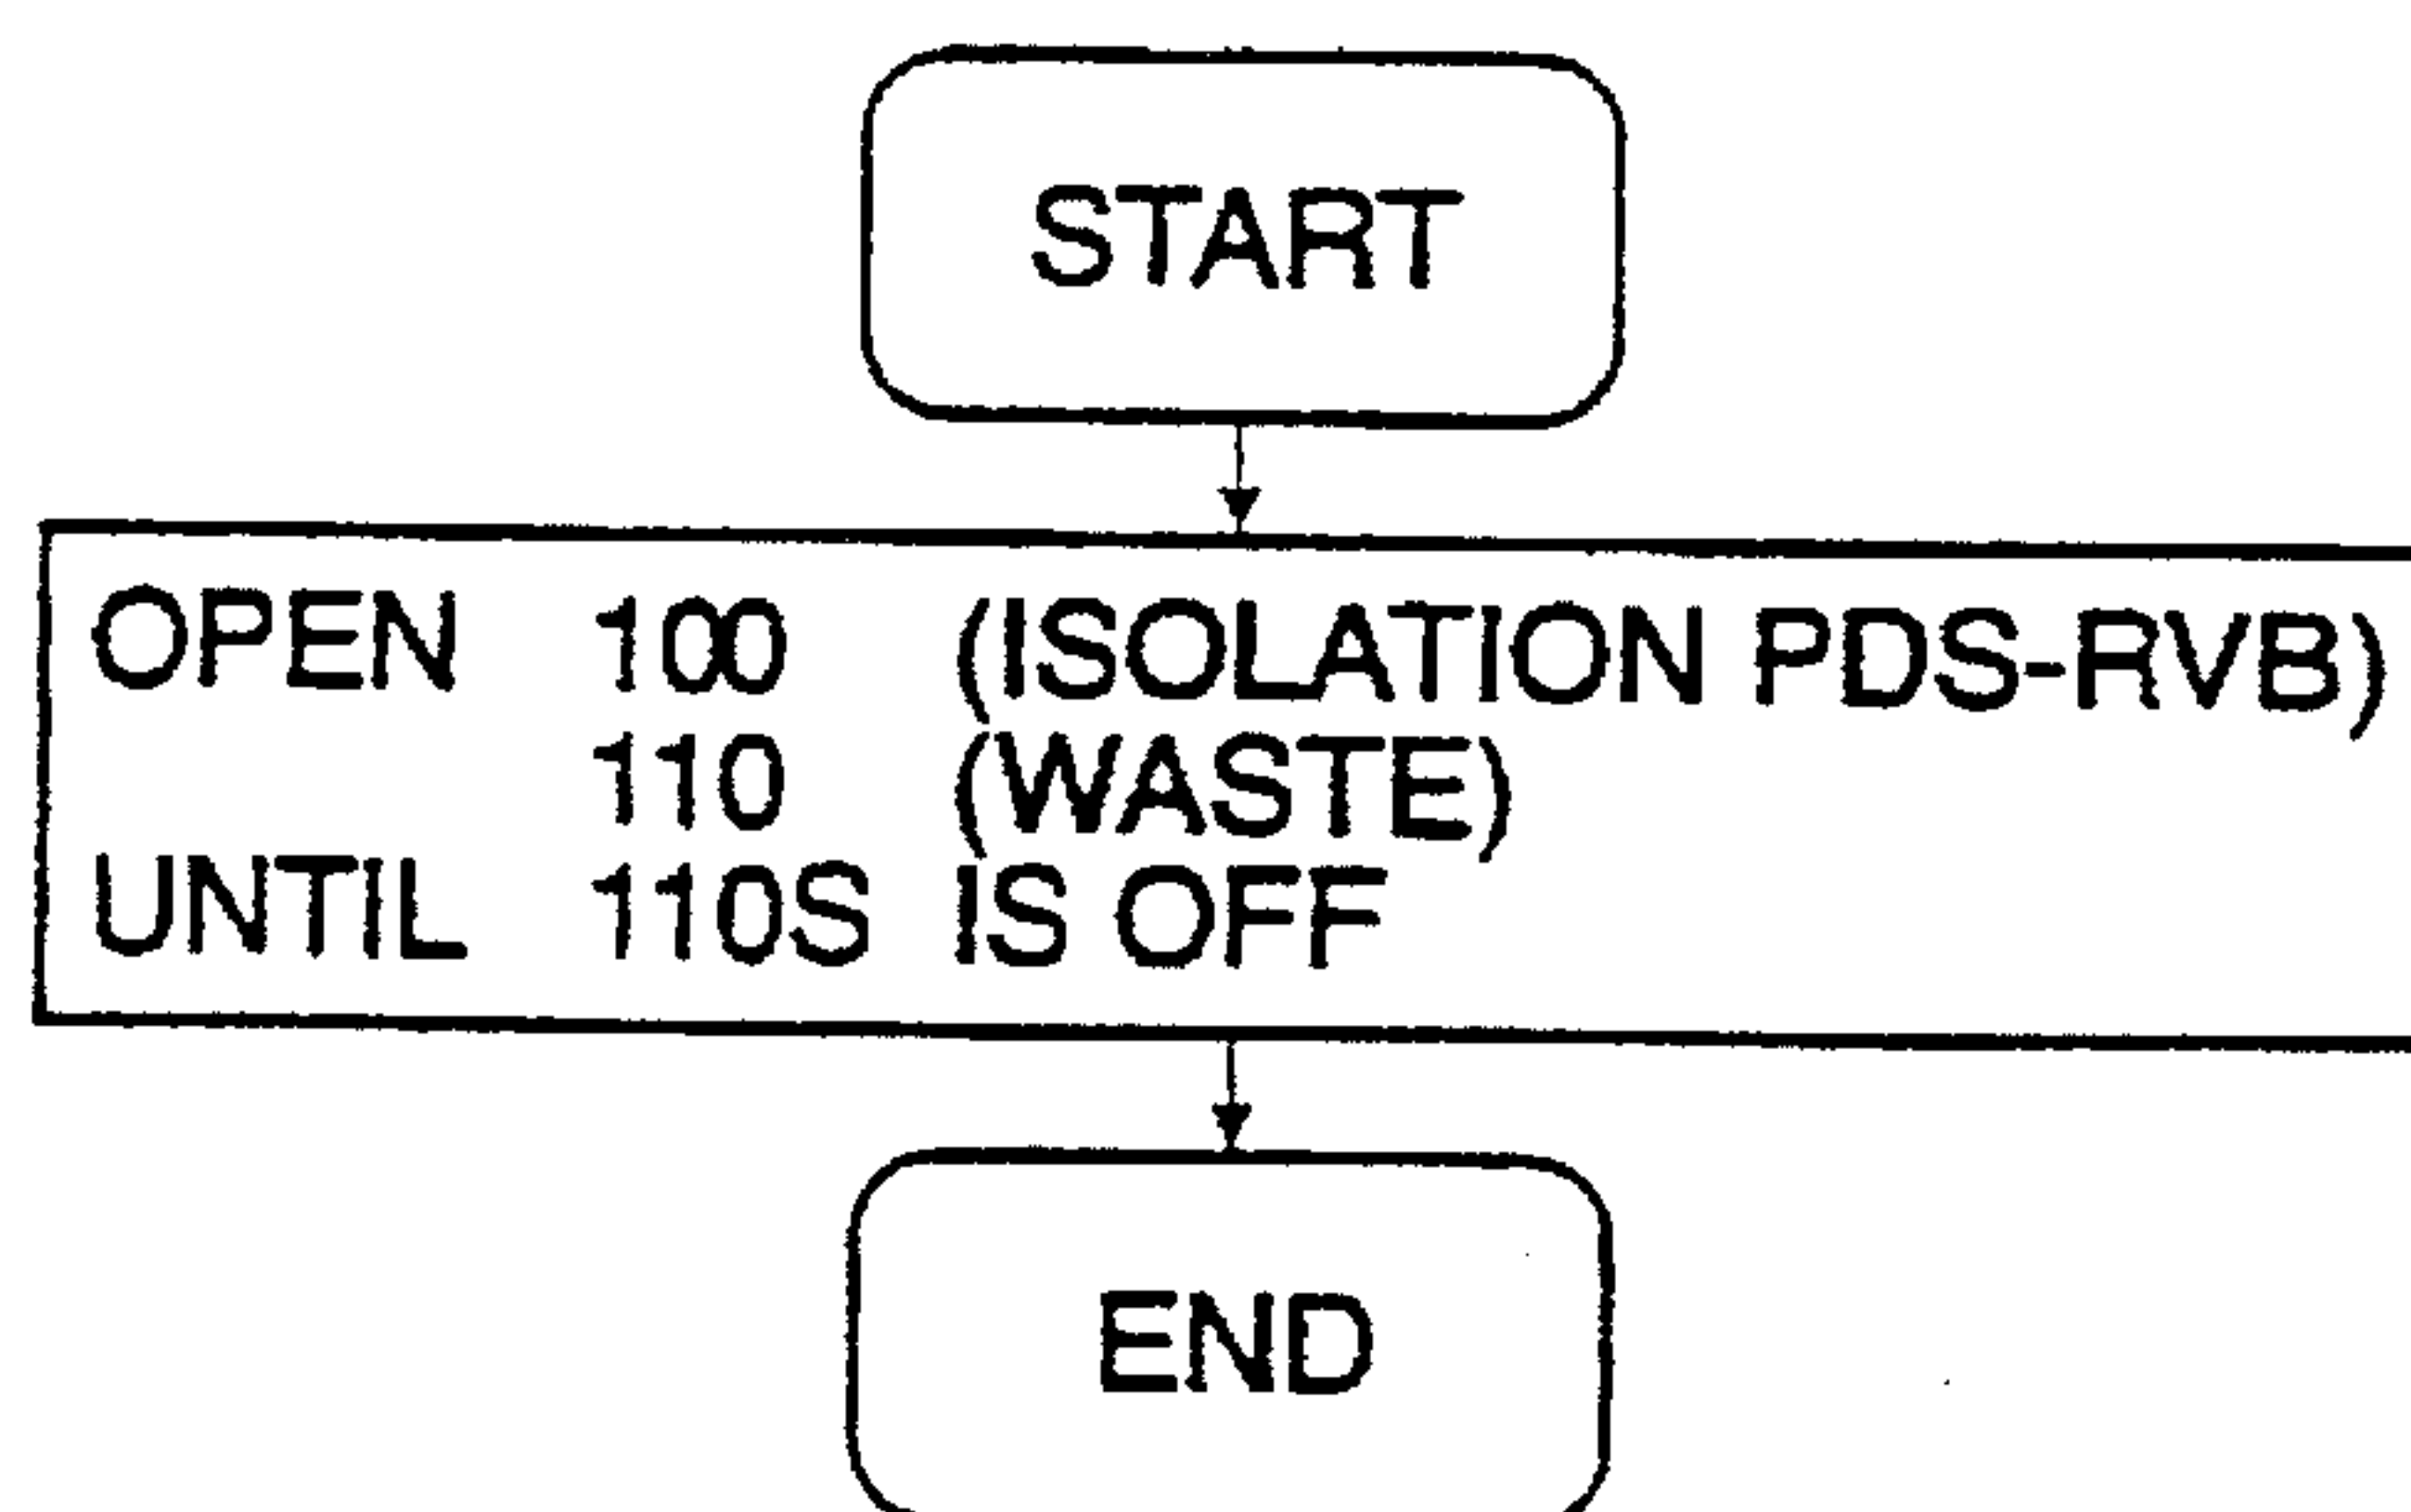 START
OPEN 100 (ISOLATION PDS-RVB)
110 (WASTE)
UNTIL 110S IS OFF
END